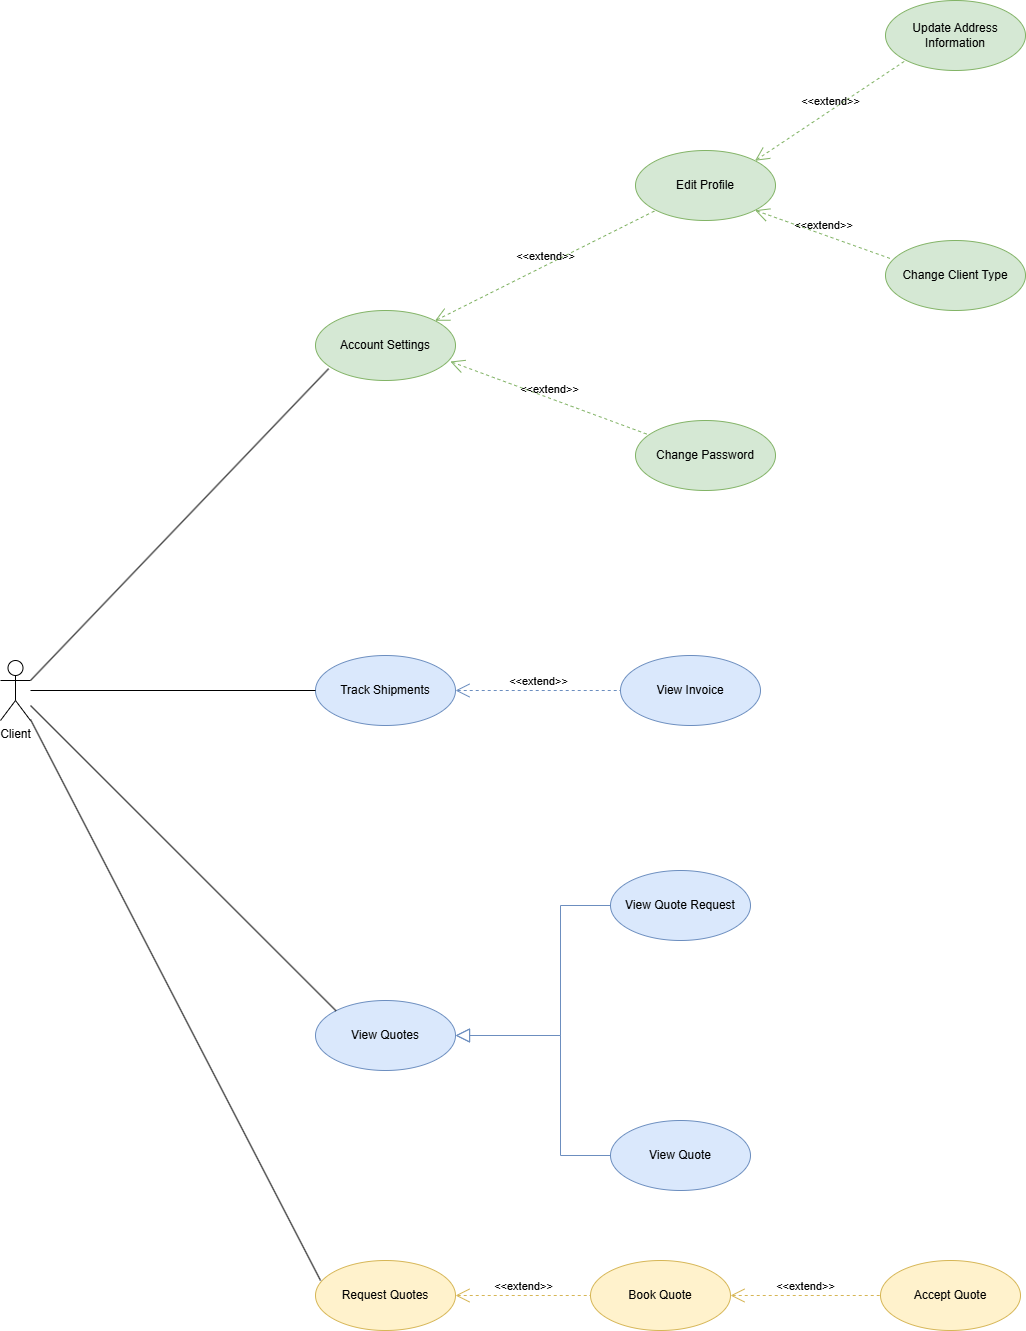 Update Address
Information
<<extend>>
Edit Profile
<<extend>>
Change Client Type
<<extend>>
Account Settings
<<extend>>
Change Password
Client
Track Shipments
<<extend>>
View Invoice
View Quote Request
View Quotes
View Quote
Request Quotes
<<extend>>
Book Quote
<<extend>>
Accept Quote